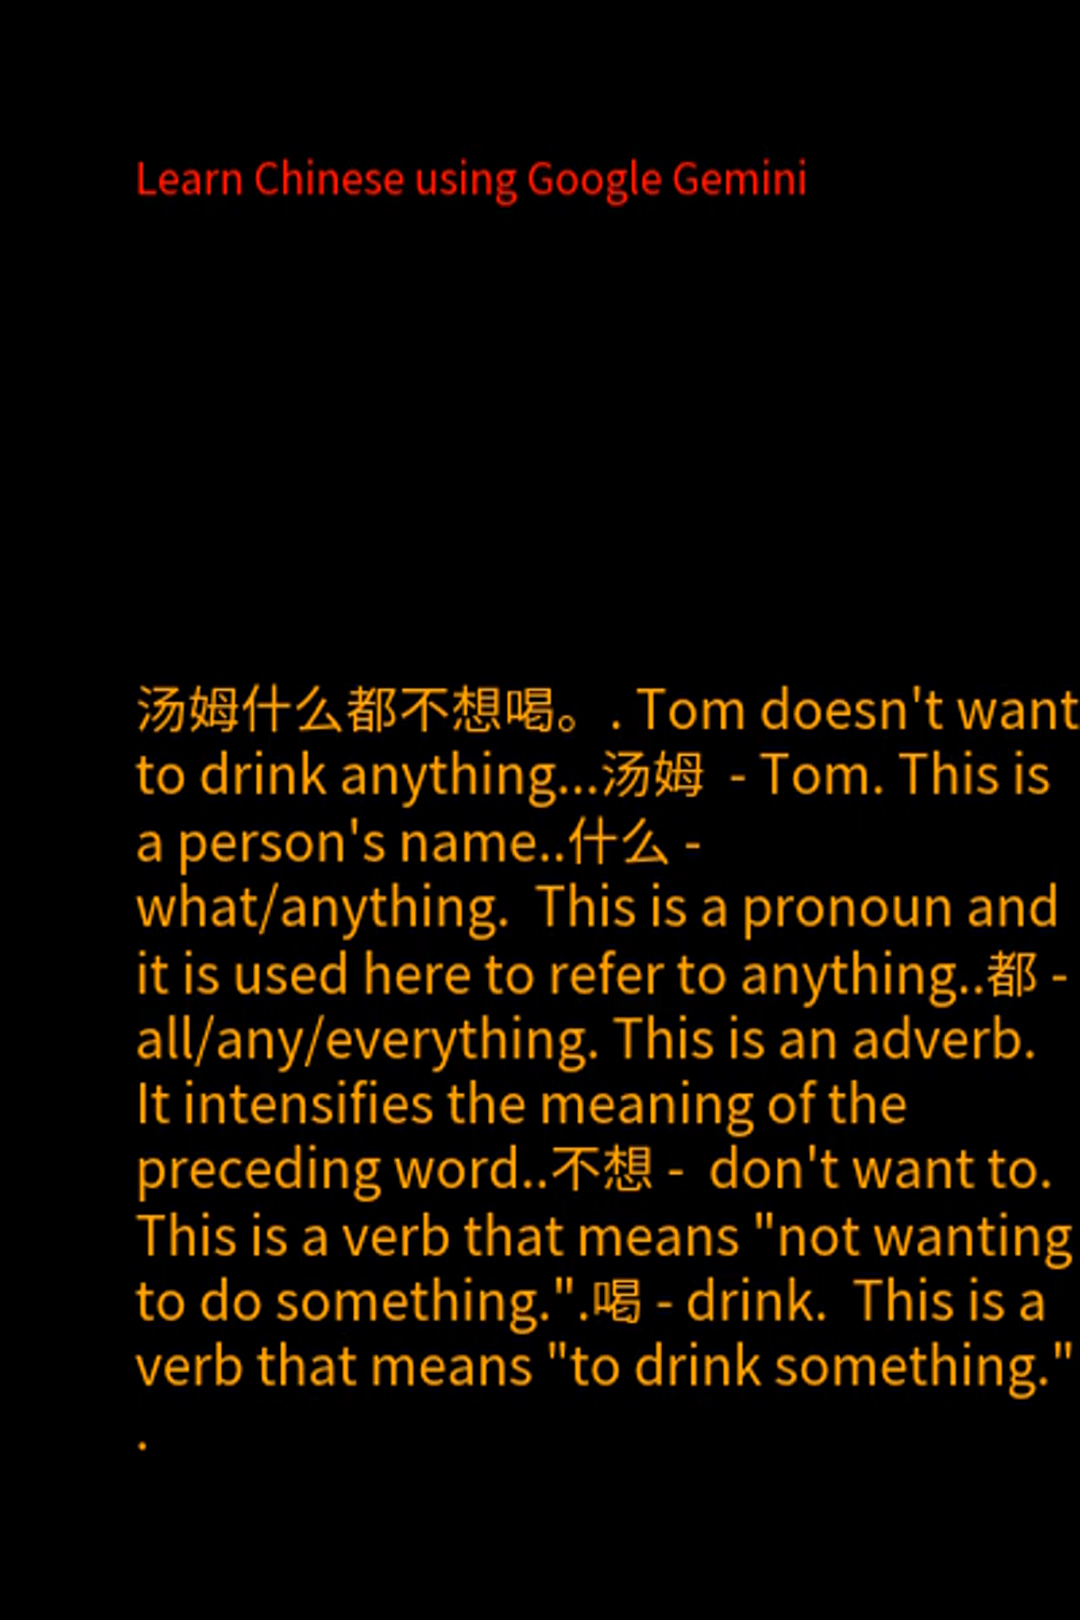 Learn Chinese using Google Gemini
汤姆什么都不想喝。. Tom doesn't want
to drink anything...汤姆  - Tom. This is
a person's name..什么 -
what/anything.  This is a pronoun and
it is used here to refer to anything..都 -
all/any/everything. This is an adverb.
It intensifies the meaning of the
preceding word..不想 -  don't want to.
This is a verb that means "not wanting
to do something.".喝 - drink.  This is a
verb that means "to drink something."
.